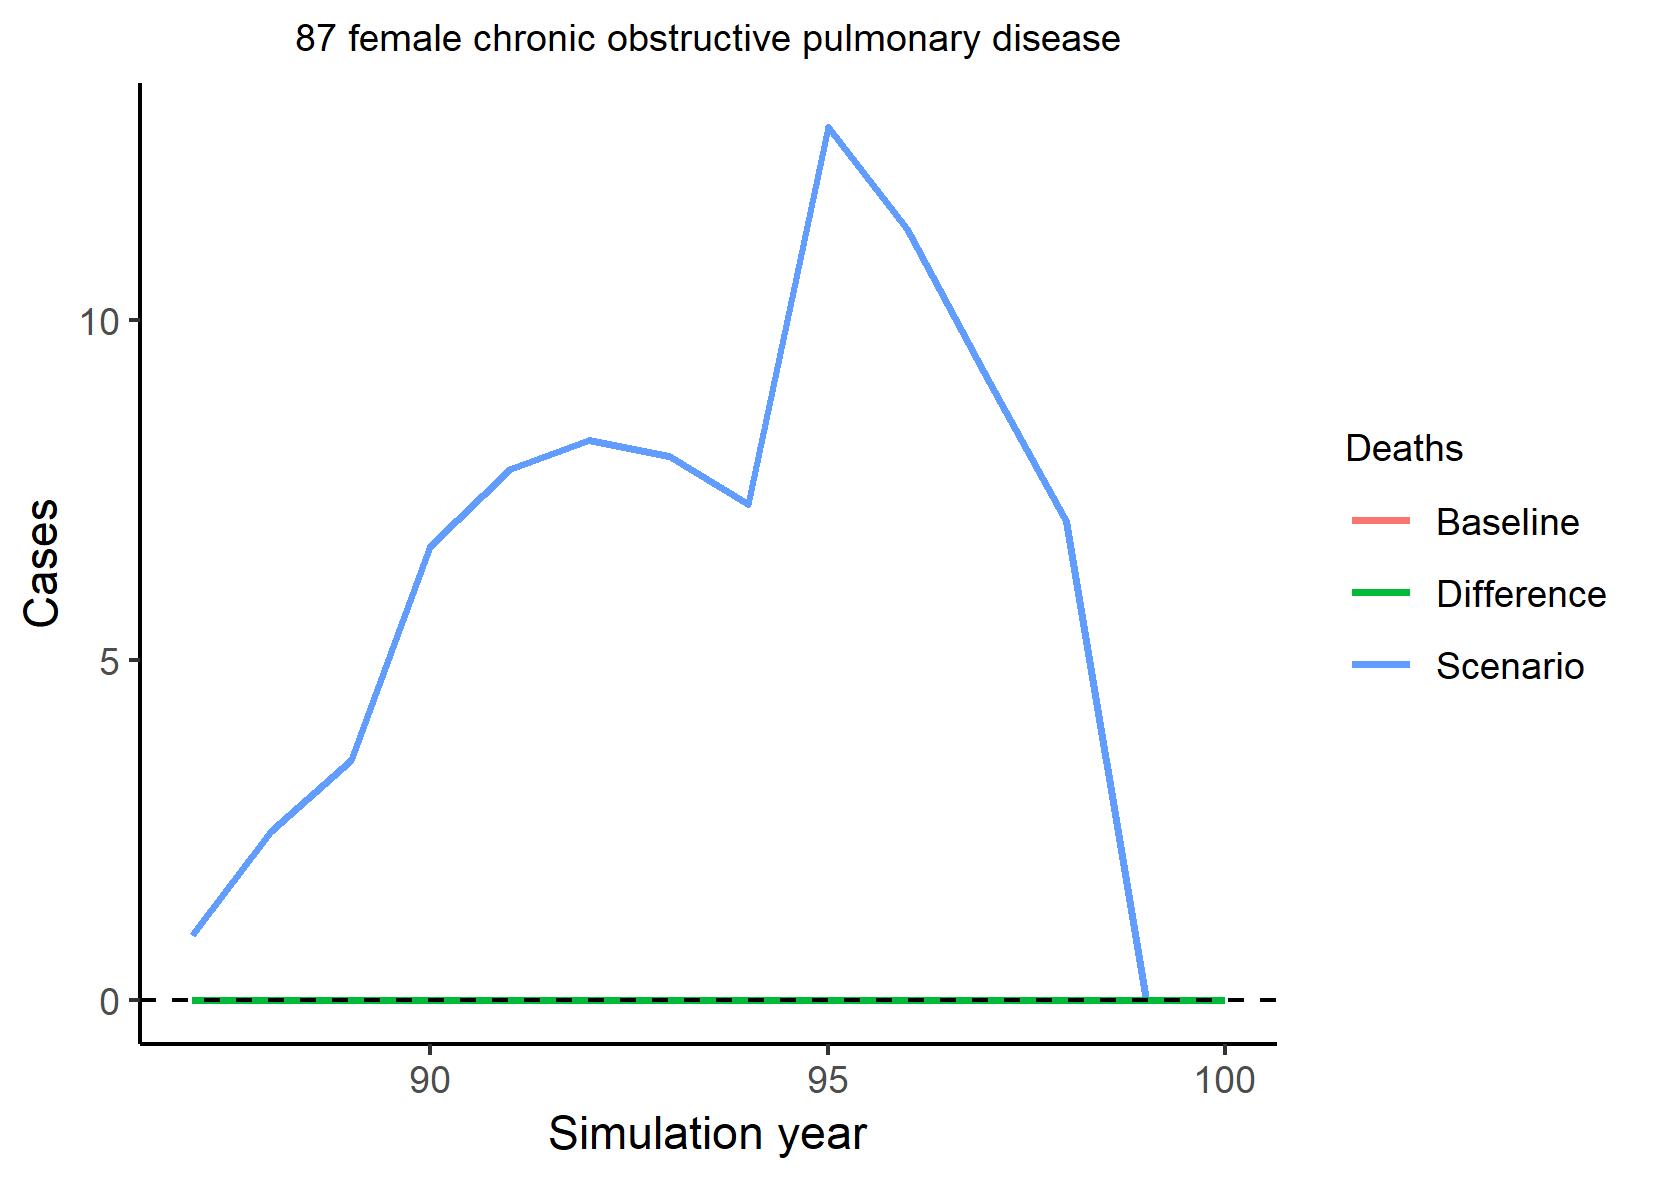 87 female chronic obstructive pulmonary disease
Cases
10
5
0
90
95
100
Simulation year
Deaths
Baseline
Difference
Scenario